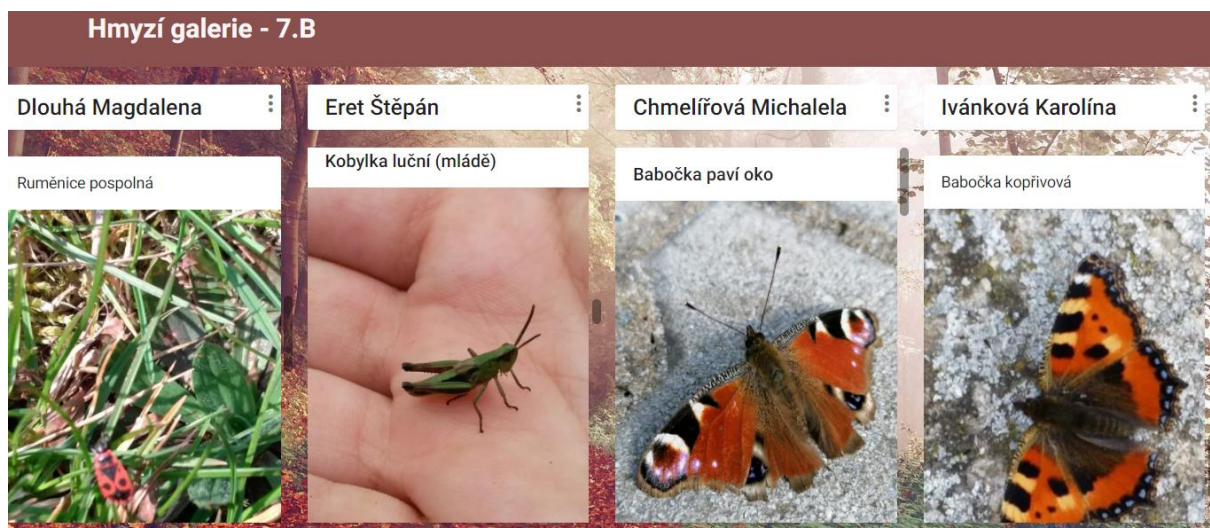 Hmyzí galerie - 7.B
Dlouhá Magdalena
Ruměnice pospolná
Eret Štěpán
Kobylka luční (mládě)
Chmelířová Michalela
Babočka paví oko
Ivánková Karolína
Babočka kopřivová